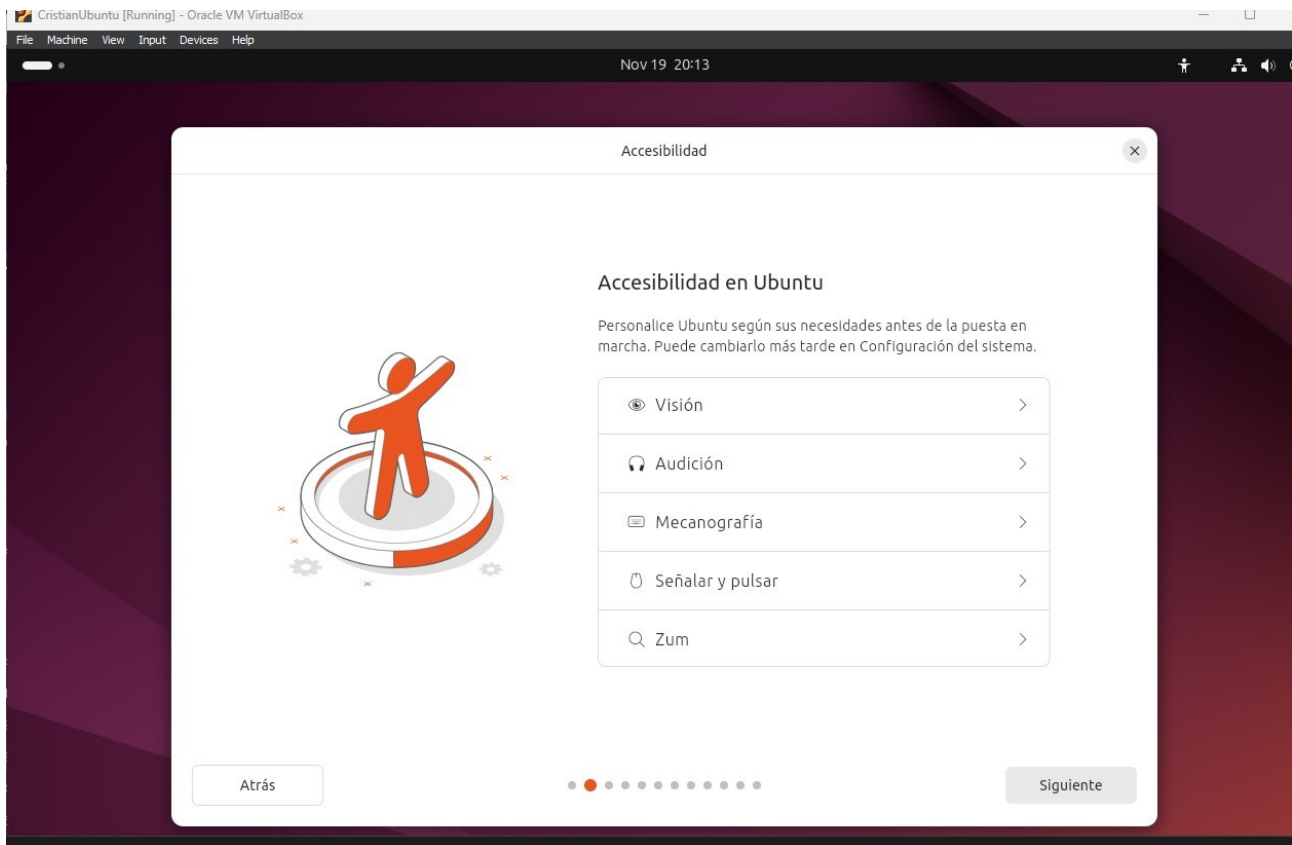 CristianUbuntu [Running] - Oracle VM VirtualBox
File Machine View Input Devices Help
Nov 19 20:13
Accesibilidad
Accesibilidad en Ubuntu
Personalice Ubuntu según sus necesidades antes de la puesta en
marcha. Puede cambiarlo más tarde en Configuración del sistema.
Visión
Audición
Mecanografía
Señalar y pulsar
Zum
Atrás
Siguiente